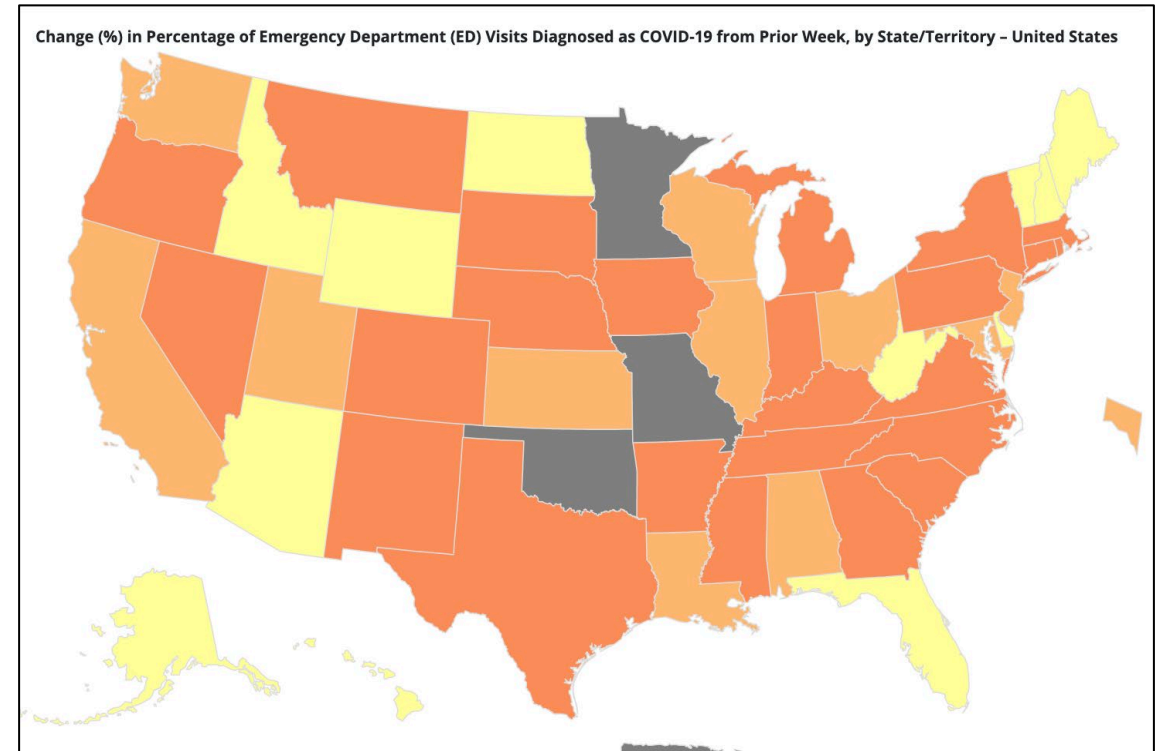 Change (%) in Percentage of Emergency Department (ED) Visits Diagnosed as COVID-19 from Prior Week, by State/Territory – United States